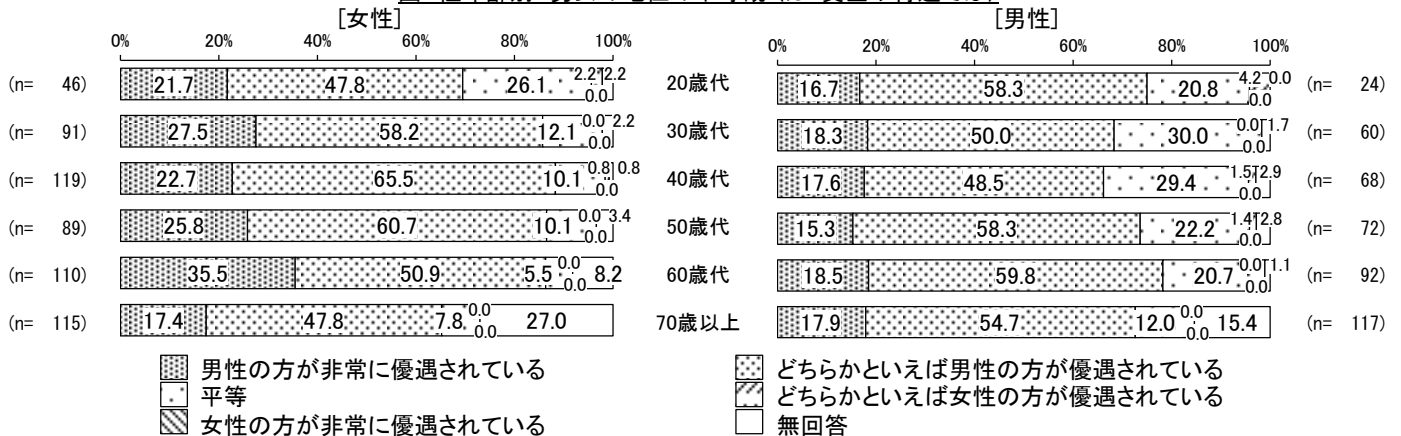 [女性] [男性]
0% 20% 40% 60% 80% 100% 0% 20% 40% 60% 80% 100%
(n= 46) 21.7 47.8 26.1 2.2 0.0 2.2 20歳代 16.7 58.3 20.8 4.2 0.0 0.0 (n= 24)
(n= 91) 27.5 58.2 12.1 0.0 0.0 2.2 30歳代 18.3 50.0 30.0 0.0 0.0 1.7 (n= 60)
(n= 119) 22.7 65.5 10.1 0.8 0.0 0.8 40歳代 17.6 48.5 29.4 1.5 0.0 2.9 (n= 68)
(n= 89) 25.8 60.7 10.1 0.0 0.0 3.4 50歳代 15.3 58.3 22.2 1.4 0.0 2.8 (n= 72)
(n= 110) 35.5 50.9 5.5 0.0 0.0 8.2 60歳代 18.5 59.8 20.7 0.0 0.0 1.1 (n= 92)
(n= 115) 17.4 47.8 7.8 0.0 0.0 27.0 70歳以上 17.9 54.7 12.0 0.0 0.0 15.4 (n= 117)
男性の方が非常に優遇されている どちらかといえば男性の方が優遇されている
平等 どちらかといえば女性の方が優遇されている
女性の方が非常に優遇されている 無回答